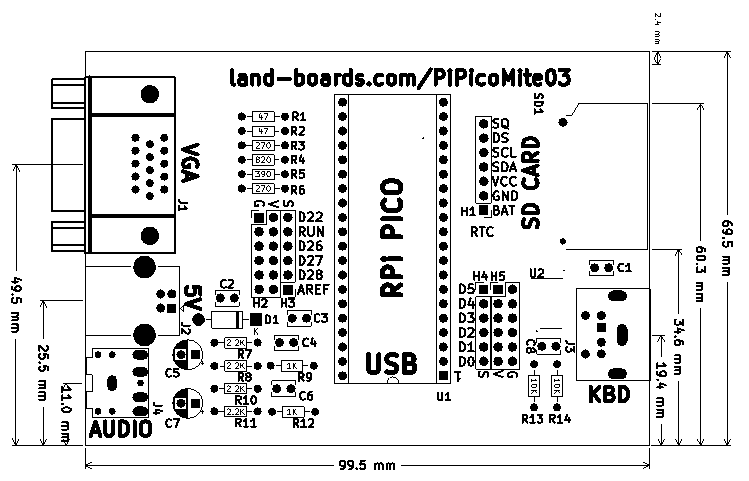 2.4 mm
land-boards.com/PiPicoMite03
SD1
47 R1
47 R2
270 R3
820 R4
390 R5
270 R6
VGA
J1
SQ
DS
SCL
SDA
VCC
GND
H1 BAT
RTC
SD CARD
G V S
D22
RUN
D26
D27
D28
AREF
H2 H3
RPi PICO
USB
U1
1
5V
J2
C2
D1
K
C3
C4
C5
2.2K
R7
2.2K
R8
1K
R9
C6
2.2K
R10
2.2K
R11
1K
R12
C7
J4
AUDIO
H4 H5
D5
D4
D3
D2
D1
D0
S V G
U2
C1
C8
J3
10K
10K
R13 R14
KBD
49.5 mm
25.5 mm
11.0 mm
99.5 mm
19.4 mm
34.6 mm
60.3 mm
69.5 mm